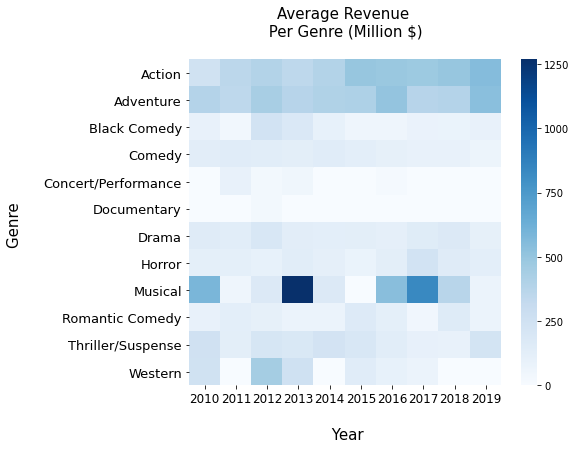 Average Revenue
Per Genre (Million $)
Genre
Action
Adventure
Black Comedy
Comedy
Concert/Performance
Documentary
Drama
Horror
Musical
Romantic Comedy
Thriller/Suspense
Western
2010 2011 2012 2013 2014 2015 2016 2017 2018 2019
Year
1250
1000
750
500
250
0